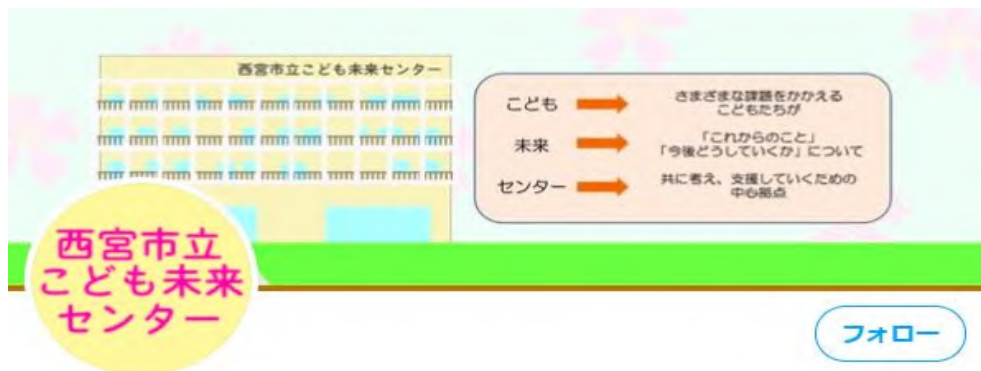 西宮市立こども未来センター
こども
さまざまな課題をかかえる
こどもたちが
未来
「これからのこと」
「今後どうしていくか」について
センター
共に考え、支援していくための
中心拠点
西宮市立
こども未来
センター
フォロー